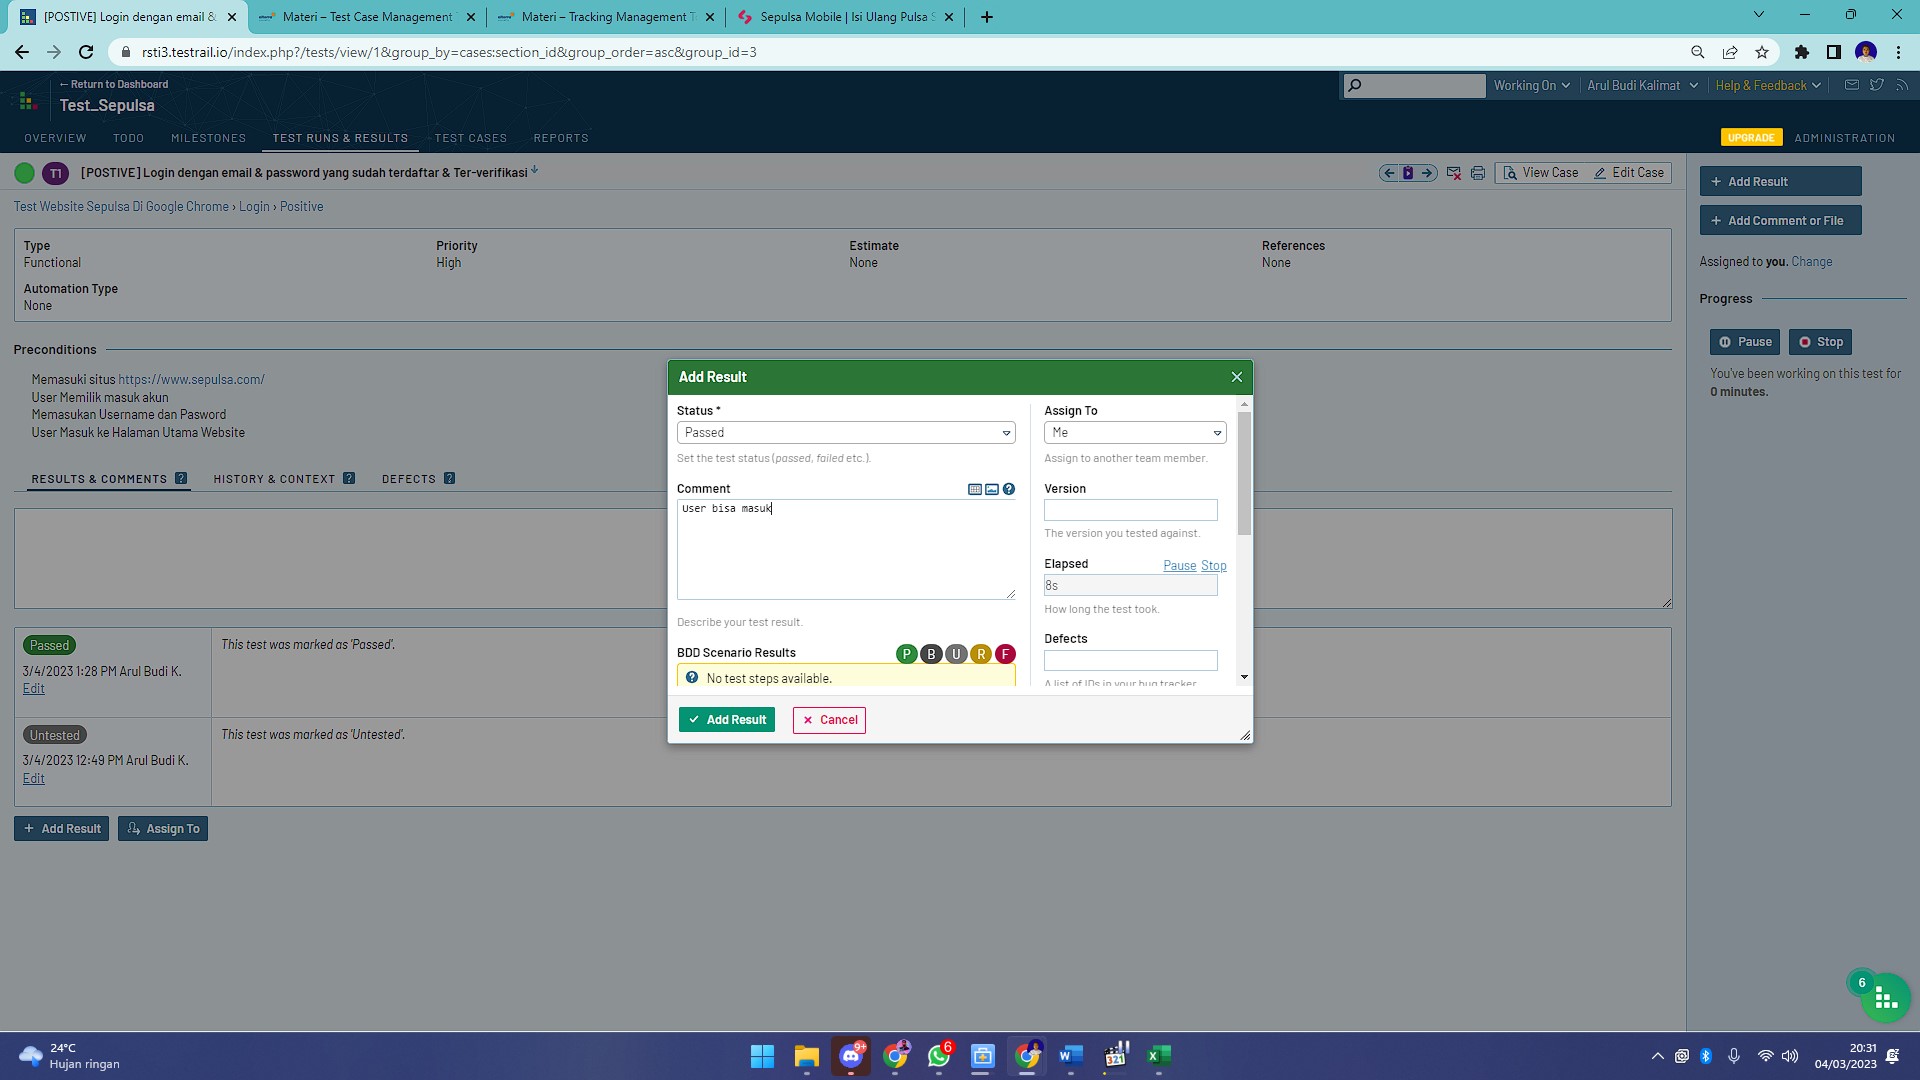 [POSTIVE] Login dengan email &
Materi – Test Case Management
Materi – Tracking Management T
Sepulsa Mobile | Isi Ulang Pulsa S
rsti3.testrail.io/index.php?/tests/view/1&group_by=cases:section_id&group_order=asc&group_id=3
← Return to Dashboard
Test_Sepulsa
Working On
Arul Budi Kalimat
Help & Feedback
OVERVIEW
TODO
MILESTONES
TEST RUNS & RESULTS
TEST CASES
REPORTS
UPGRADE
ADMINISTRATION
T1
[POSTIVE] Login dengan email & password yang sudah terdaftar & Ter-verifikasi
View Case
Edit Case
+ Add Result
Test Website Sepulsa Di Google Chrome › Login › Positive
+ Add Comment or File
Type
Functional
Priority
High
Estimate
None
References
None
Assigned to you. Change
Automation Type
None
Progress
Pause
Stop
You've been working on this test for
0 minutes.
Preconditions
Memasuki situs https://www.sepulsa.com/
User Memilik masuk akun
Memasukan Username dan Pasword
User Masuk ke Halaman Utama Website
RESULTS & COMMENTS ?
HISTORY & CONTEXT ?
DEFECTS ?
Add Result
Status *
Passed
Set the test status (passed, failed etc.).
Comment
?
User bisa masuk
Describe your test result.
BDD Scenario Results
P B U R F
? No test steps available.
Assign To
Me
Assign to another team member.
Version
The version you tested against.
Elapsed
Pause Stop
8s
How long the test took.
Defects
A list of IDs in your bug tracker.
Add Result
Cancel
Passed
3/4/2023 1:28 PM Arul Budi K.
Edit
This test was marked as 'Passed'.
Untested
3/4/2023 12:49 PM Arul Budi K.
Edit
This test was marked as 'Untested'.
+ Add Result
Assign To
6
24°C
Hujan ringan
9+
6
321
20:31
04/03/2023